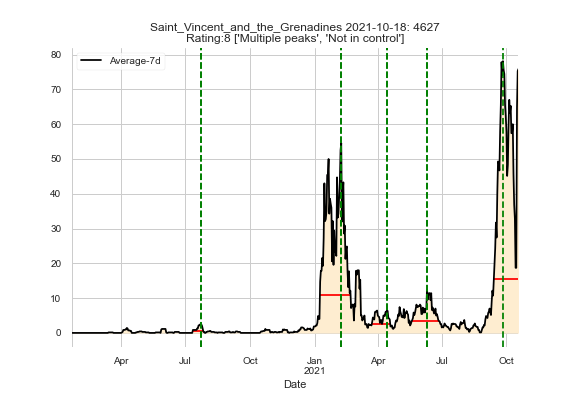 Saint_Vincent_and_the_Grenadines 2021-10-18: 4627
Rating:8 ['Multiple peaks', 'Not in control']
Average-7d
80
70
60
50
40
30
20
10
0
Apr Jul Oct Jan Apr Jul Oct
2021
Date